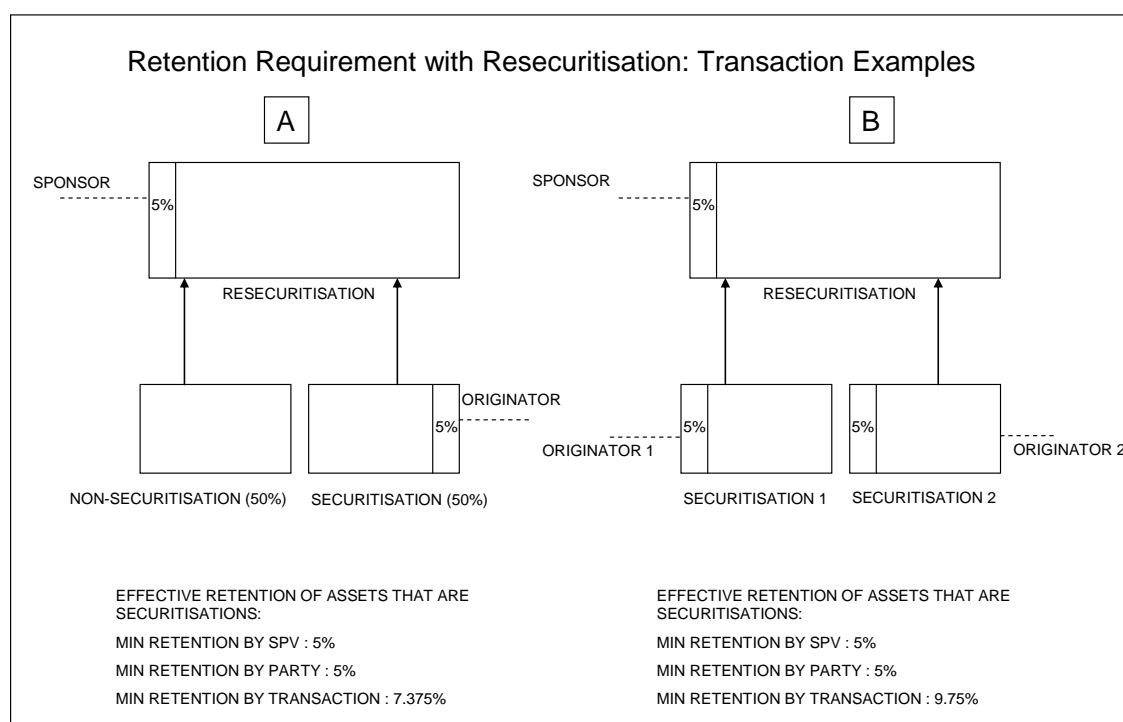 Retention Requirement with Resecuritisation: Transaction Examples
A
B
SPONSOR
5%
RESECURITISATION
SPONSOR
5%
RESECURITISATION
5%
ORIGINATOR
NON-SECURITISATION (50%)
SECURITISATION (50%)
5%
ORIGINATOR 1
5%
ORIGINATOR 2
SECURITISATION 1
SECURITISATION 2
EFFECTIVE RETENTION OF ASSETS THAT ARE
SECURITISATIONS:
MIN RETENTION BY SPV : 5%
MIN RETENTION BY PARTY : 5%
MIN RETENTION BY TRANSACTION : 7.375%
EFFECTIVE RETENTION OF ASSETS THAT ARE
SECURITISATIONS:
MIN RETENTION BY SPV : 5%
MIN RETENTION BY PARTY : 5%
MIN RETENTION BY TRANSACTION : 9.75%